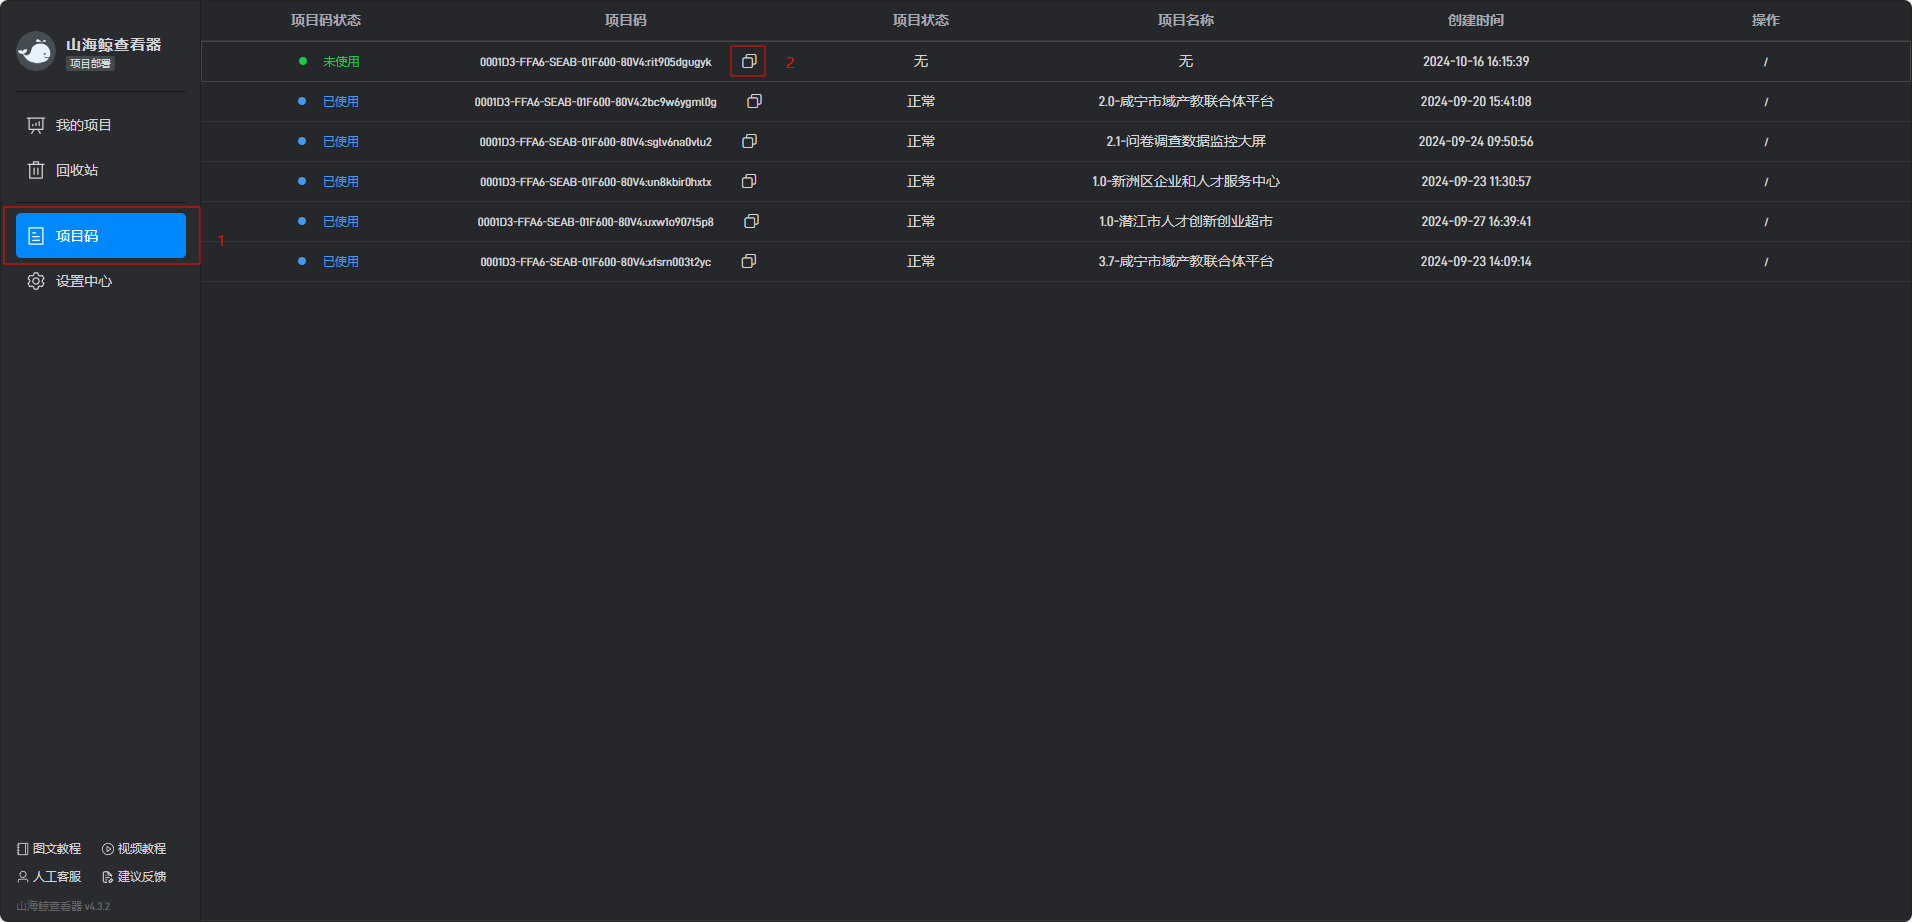 山海鲸查看器
项目部署
我的项目
回收站
项目码
1
设置中心
项目码状态 项目码 项目状态 项目名称 创建时间 操作
未使用 0001D3-FFA6-5EAB-01F600-80V4:rit905dgugyk 2 无 无 2024-10-16 16:15:39 /
已使用 0001D3-FFA6-5EAB-01F600-80V4:2bc9w6ygml0g 正常 2.0-咸宁市域产教联合体平台 2024-09-20 15:41:08 /
已使用 0001D3-FFA6-5EAB-01F600-80V4:sglv6na0vlu2 正常 2.1-问卷调查数据监控大屏 2024-09-24 09:50:56 /
已使用 0001D3-FFA6-5EAB-01F600-80V4:un8kbir0hxtx 正常 1.0-新洲区企业和人才服务中心 2024-09-23 11:30:57 /
已使用 0001D3-FFA6-5EAB-01F600-80V4:uxw1o907t5p8 正常 1.0-潜江市人才创新创业超市 2024-09-27 16:39:41 /
已使用 0001D3-FFA6-5EAB-01F600-80V4:xfsrn003t2yc 正常 3.7-咸宁市域产教联合体平台 2024-09-23 14:09:14 /
图文教程 视频教程
人工客服 建议反馈
山海鲸查看器 v4.3.2